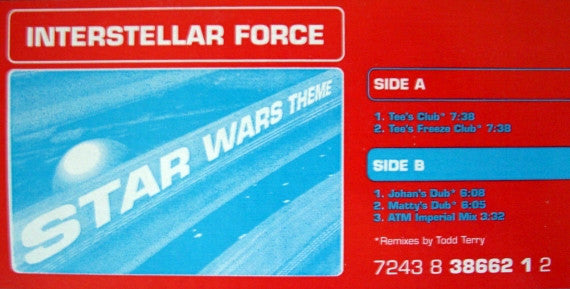 INTERSTELLAR FORCE
STAR WARS THEME
SIDE A
1. Tee's Club* 7:38
2. Tee's Freeze Club* 7:38
SIDE B
1. Johan's Dub* 6:08
2. Matty's Dub* 6:05
3. ATM Imperial Mix 3:32
*Remixes by Todd Terry
7243 8 38662 1 2